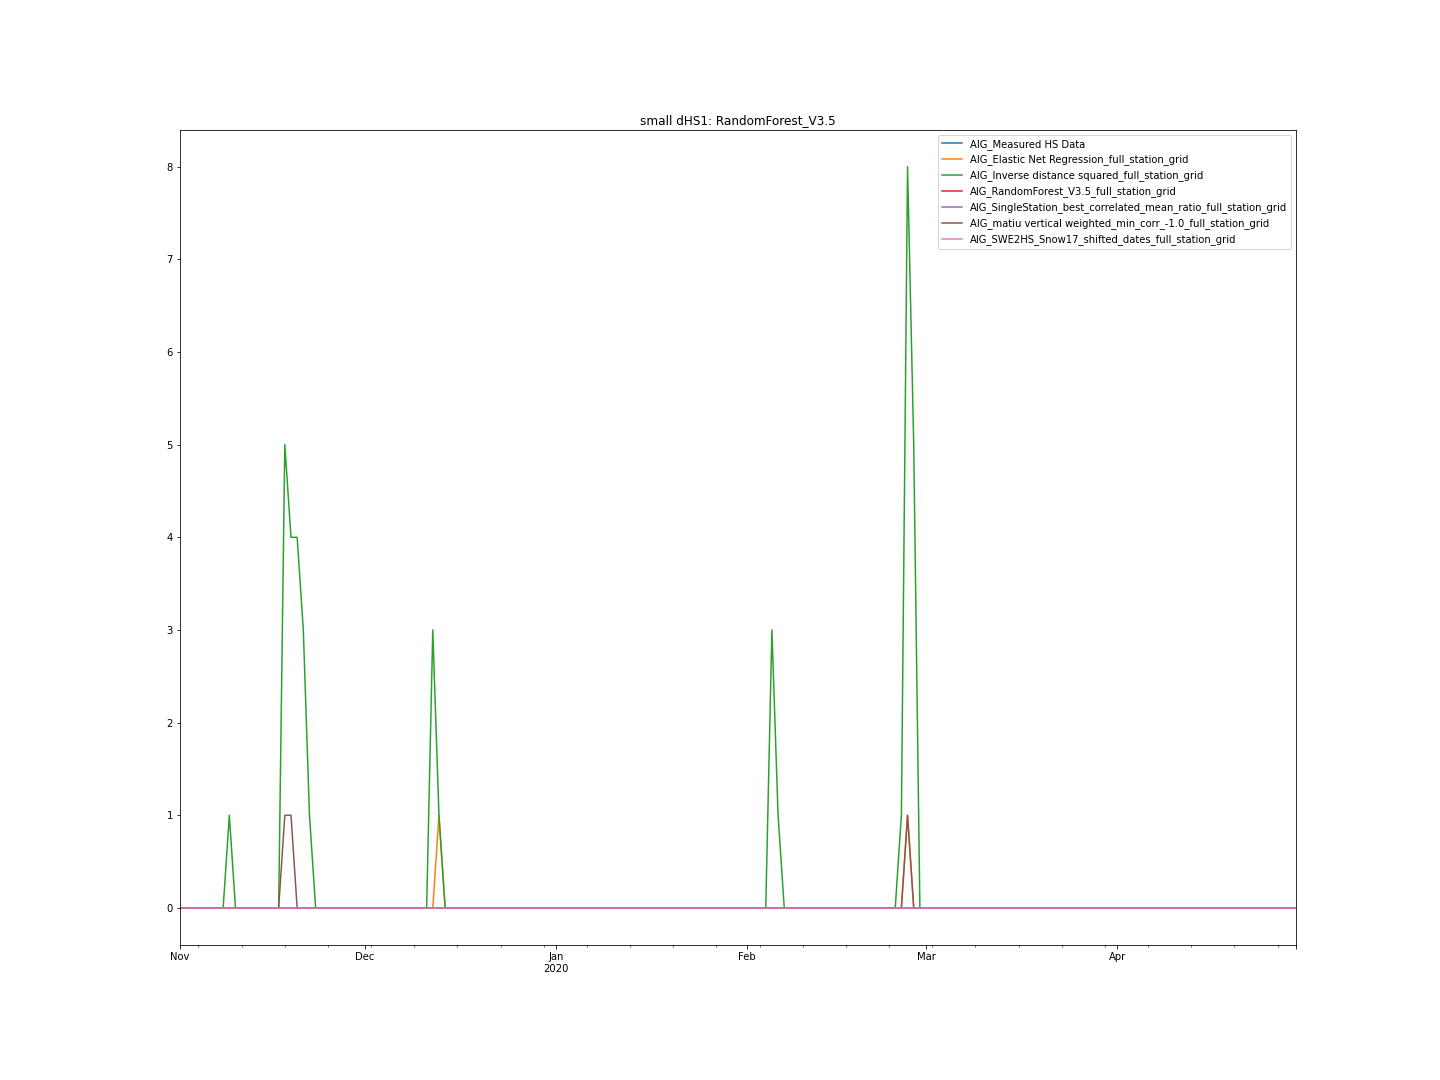 small dHS1: RandomForest_V3.5
AIG_Measured HS Data
AIG_Elastic Net Regression_full_station_grid
AIG_Inverse distance squared_full_station_grid
AIG_RandomForest_V3.5_full_station_grid
AIG_SingleStation_best_correlated_mean_ratio_full_station_grid
AIG_matiu vertical weighted_min_corr_-1.0_full_station_grid
AIG_SWE2HS_Snow17_shifted_dates_full_station_grid
8
7
6
5
4
3
2
1
0
Nov Dec Jan Feb Mar Apr
2020